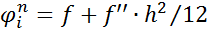 φᵢⁿ = f + f'' · h²/12